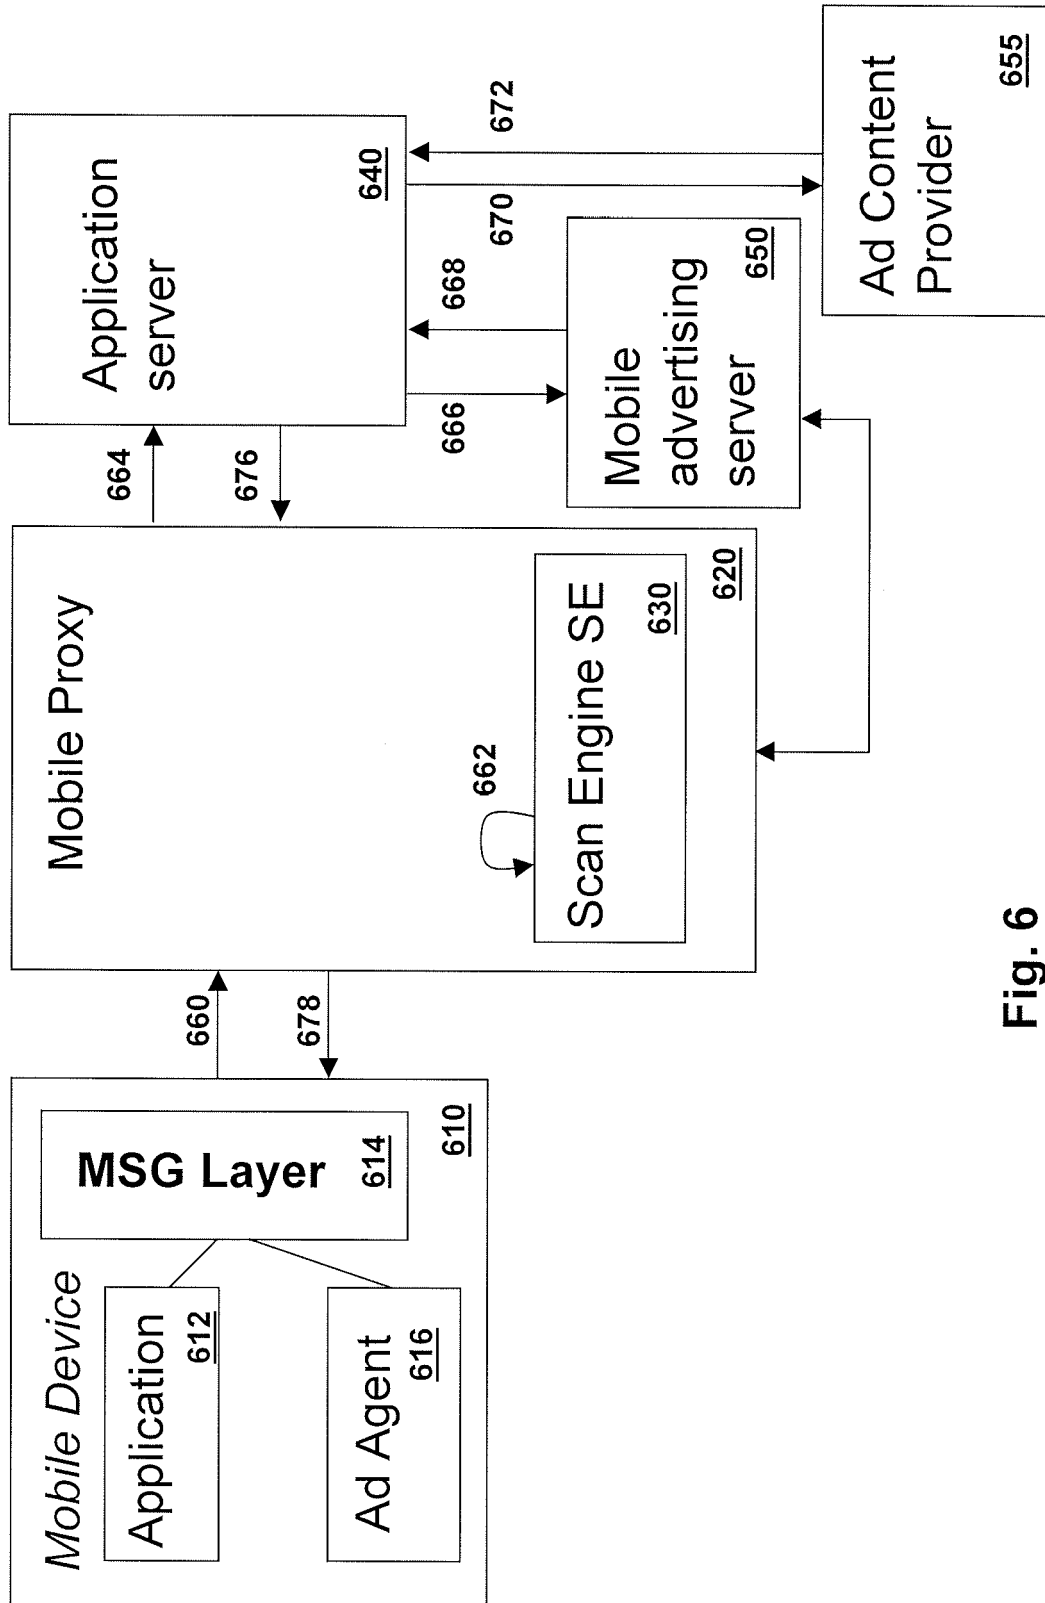 Mobile Device
Application
612
Ad Agent
616
MSG Layer
614
610
660
678
Mobile Proxy
662
Scan Engine SE
630
620
664
676
Application
server
640
666
668
670
672
Mobile
advertising
server
650
Ad Content
Provider
655
Fig. 6